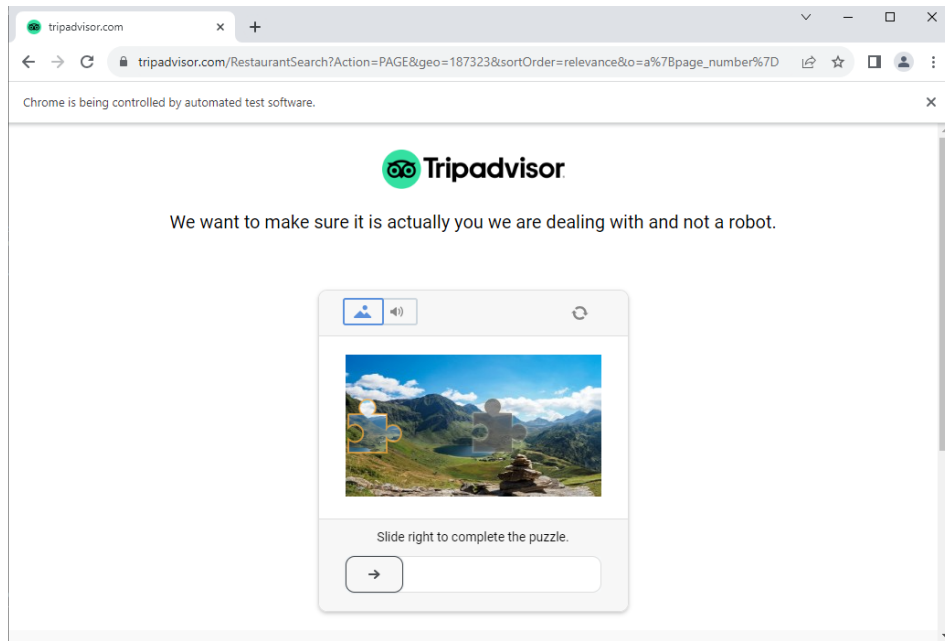 tripadvisor.com
tripadvisor.com/RestaurantSearch?Action=PAGE&geo=187323&sortOrder=relevance&o=a%7Bpage_number%7D
Chrome is being controlled by automated test software.
Tripadvisor
We want to make sure it is actually you we are dealing with and not a robot.
Slide right to complete the puzzle.